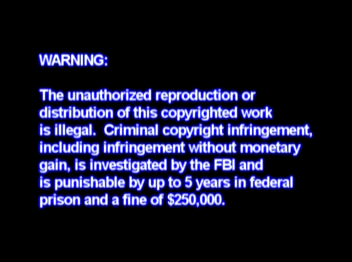 WARNING:
The unauthorized reproduction or
distribution of this copyrighted work
is illegal.  Criminal copyright infringement,
including infringement without monetary
gain, is investigated by the FBI and
is punishable by up to 5 years in federal
prison and a fine of $250,000.